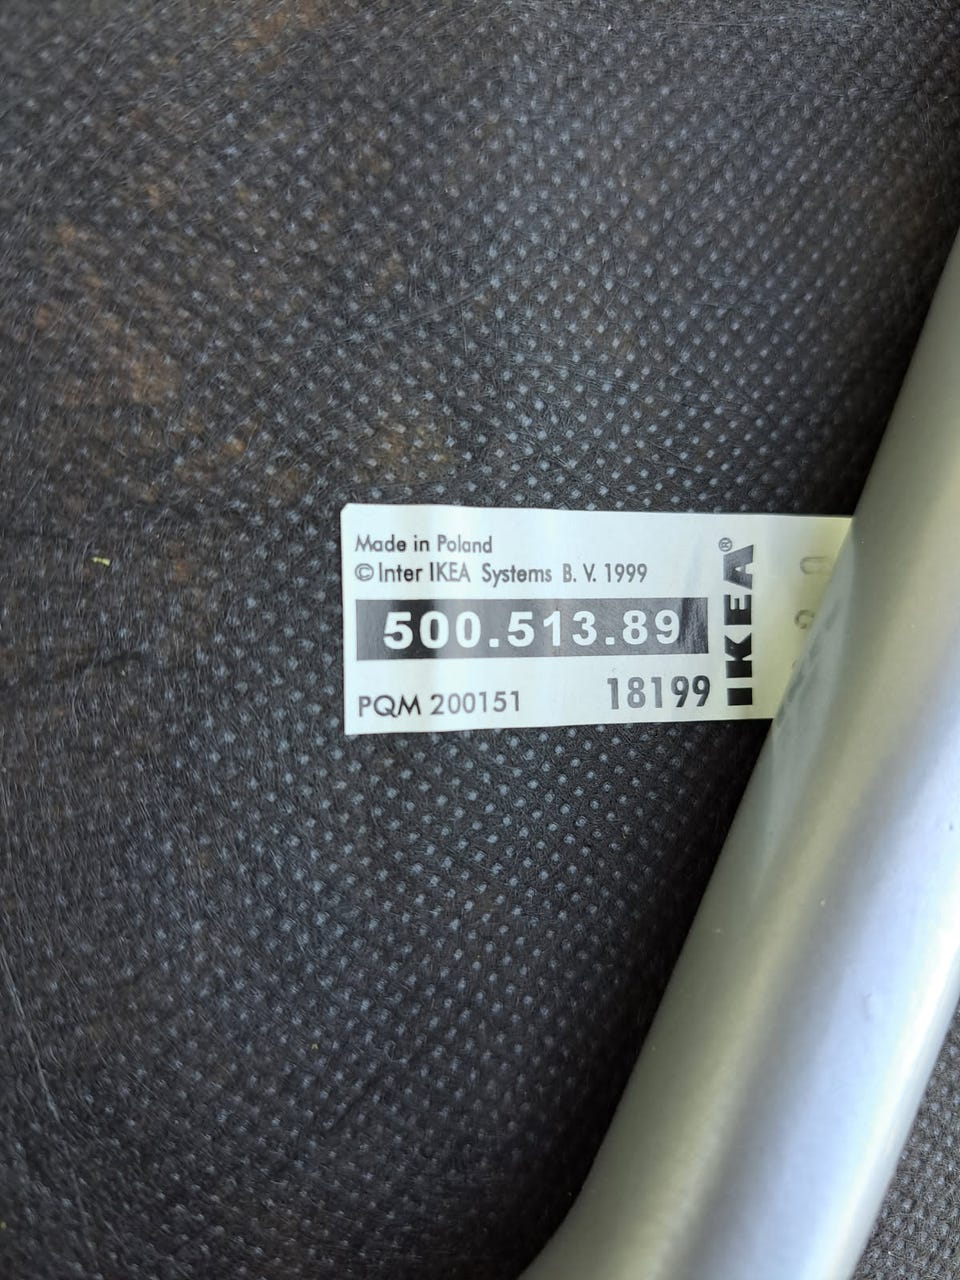 Made in Poland
© Inter IKEA Systems B. V. 1999
500.513.89
PQM 200151 18199
IKEA®